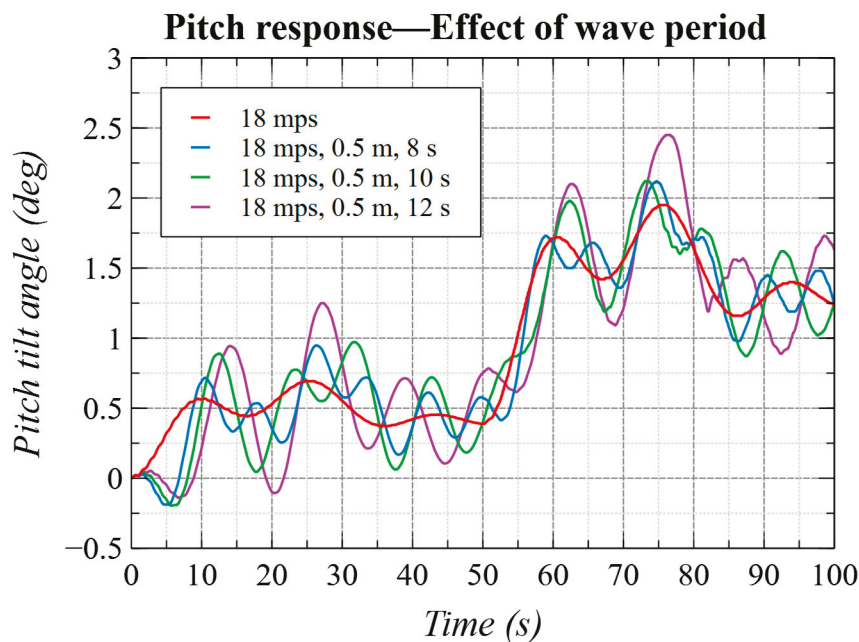 Pitch response—Effect of wave period
3
2.5
2
1.5
1
0.5
0
−0.5
Pitch tilt angle (deg)
18 mps
18 mps, 0.5 m, 8 s
18 mps, 0.5 m, 10 s
18 mps, 0.5 m, 12 s
0 10 20 30 40 50 60 70 80 90 100
Time (s)